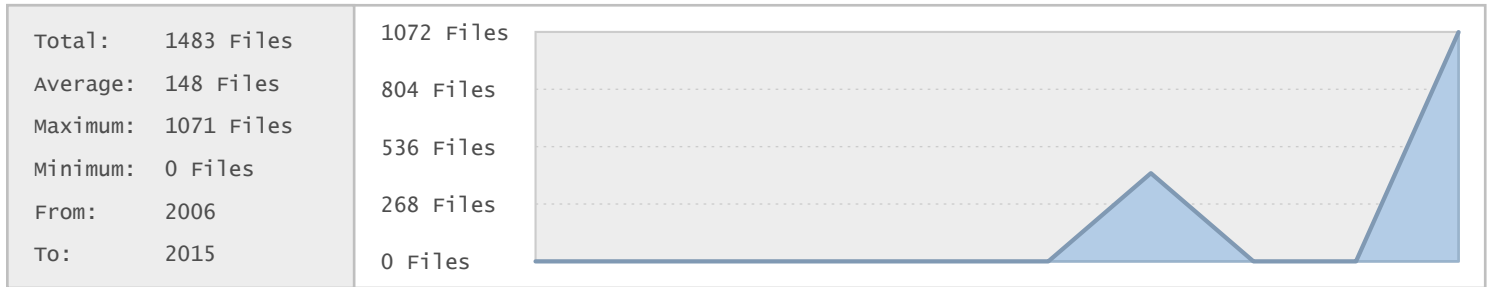 Total: 1483 Files
Average: 148 Files
Maximum: 1071 Files
Minimum: 0 Files
From: 2006
To: 2015
1072 Files
804 Files
536 Files
268 Files
0 Files